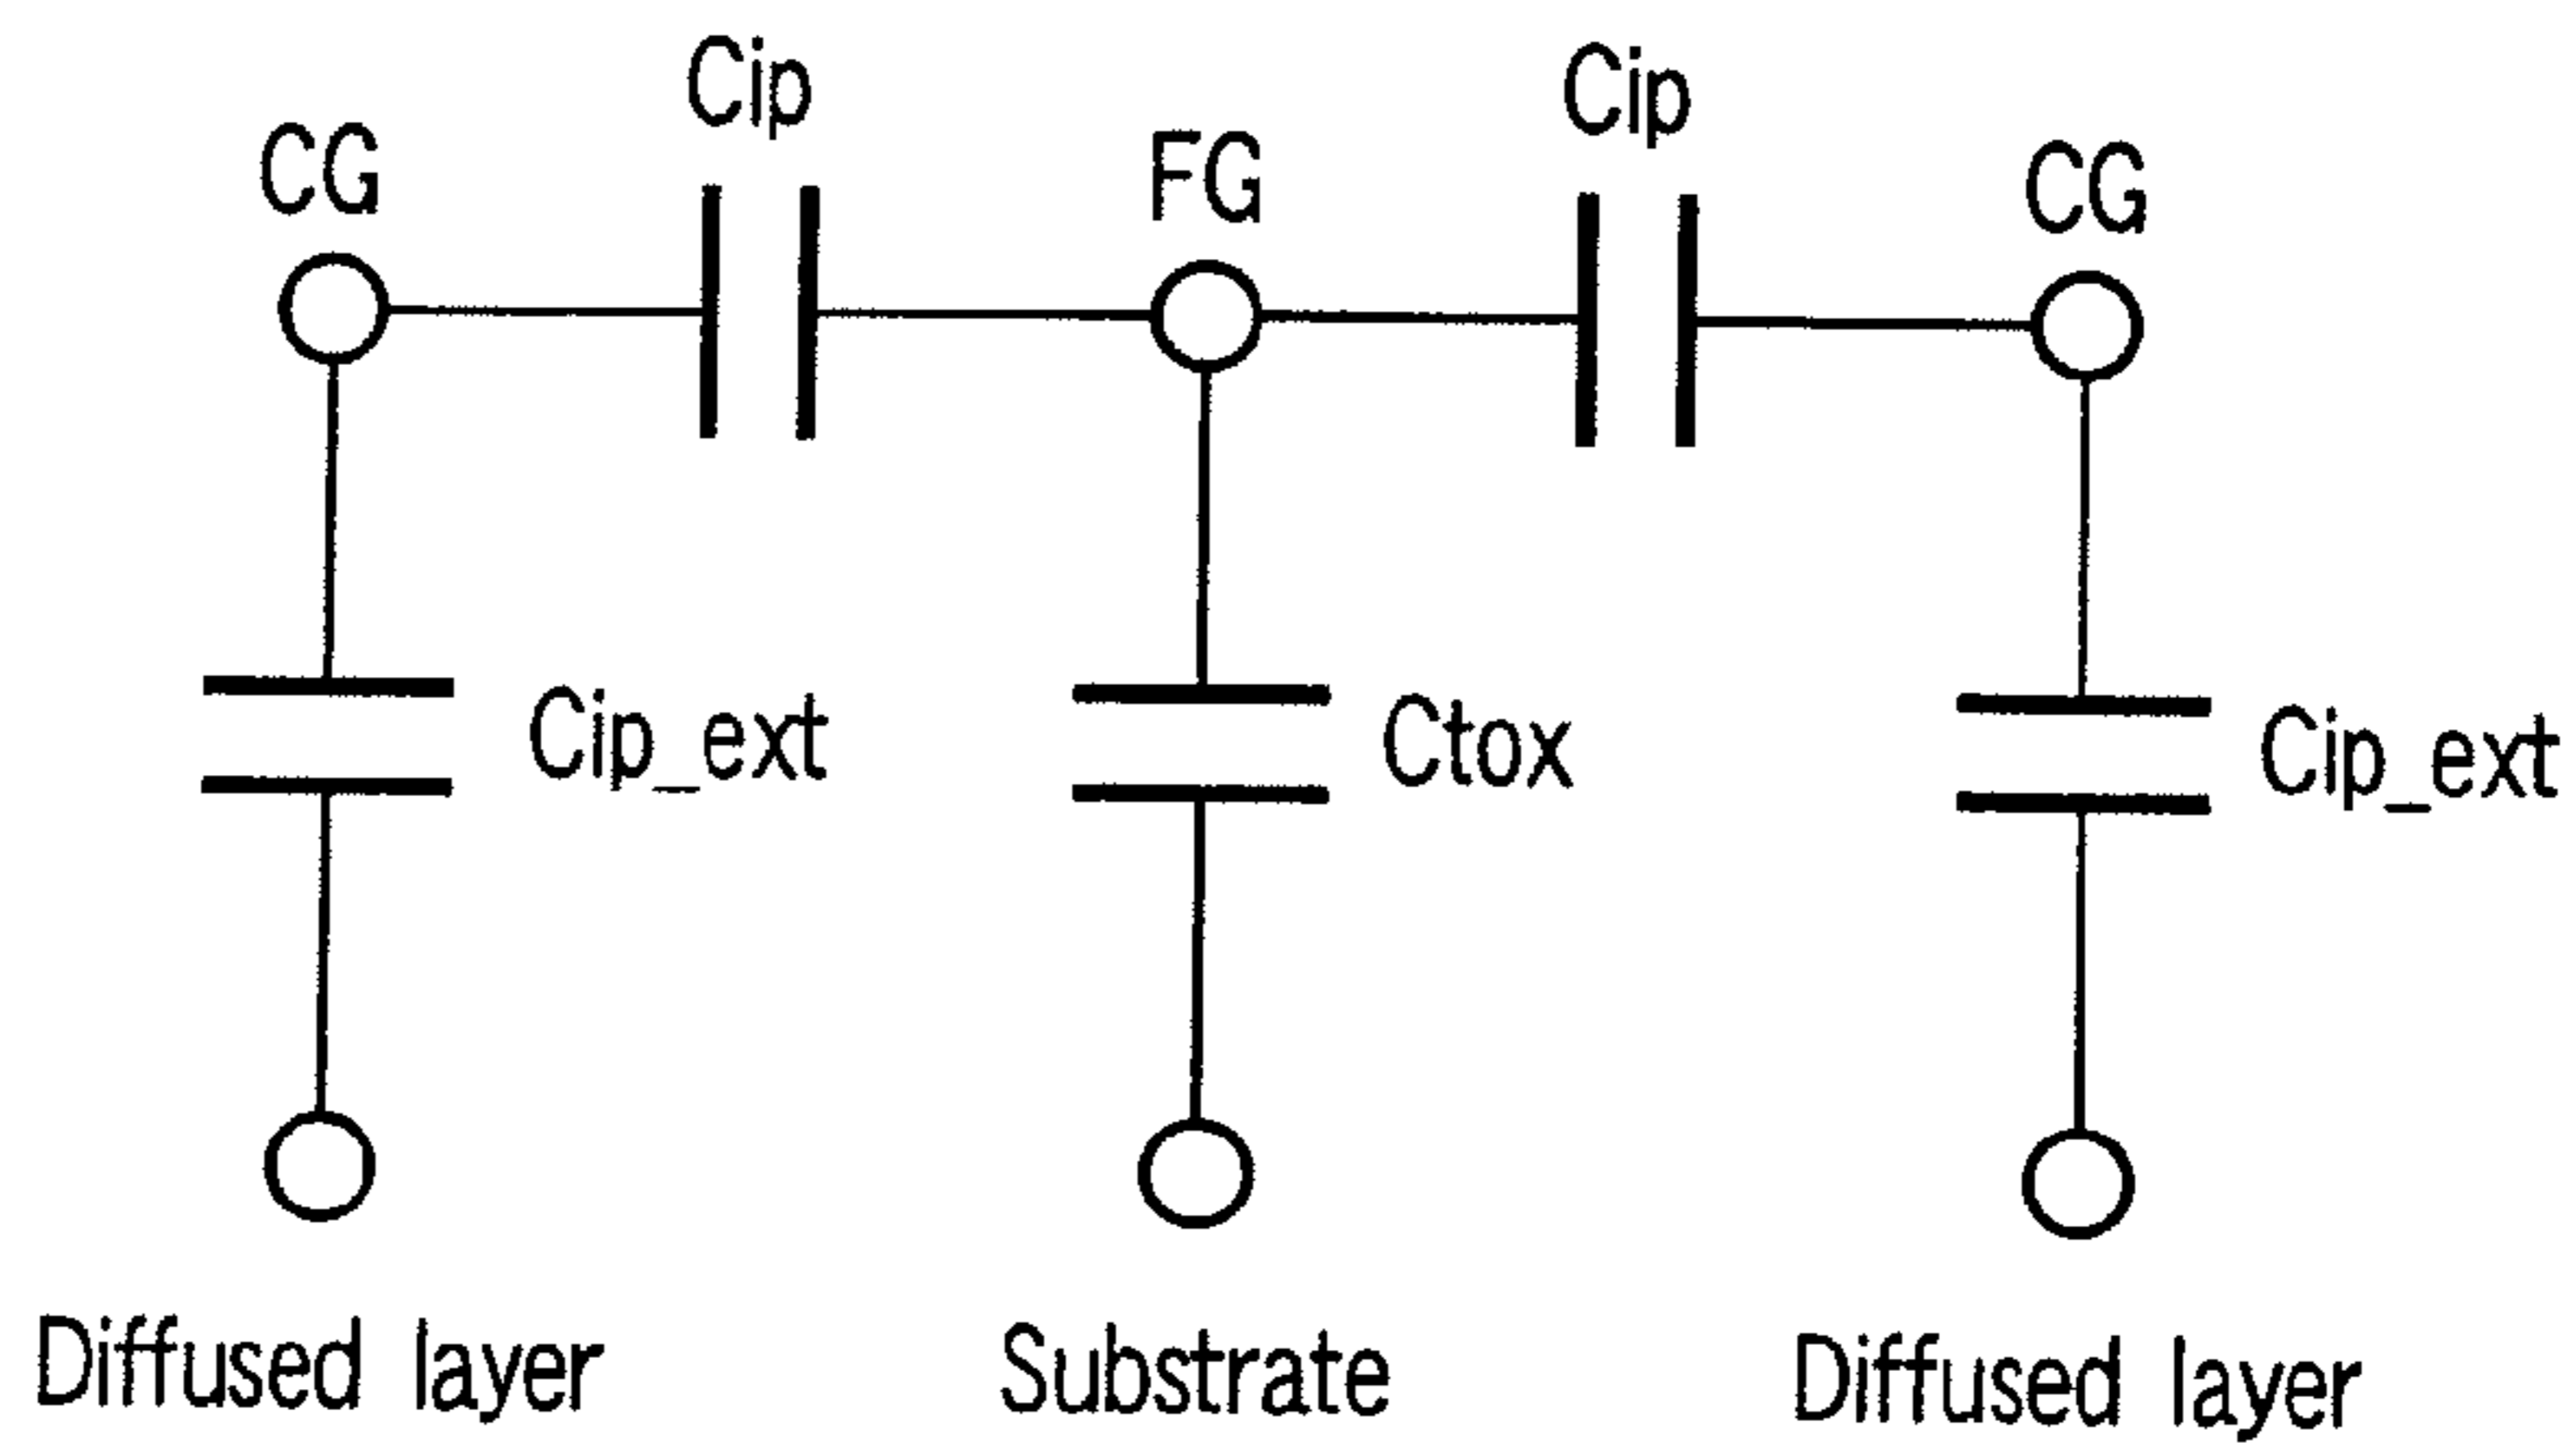 Cip
Cip
CG
FG
CG
Cip_ext
Ctox
Cip_ext
Diffused layer
Substrate
Diffused layer